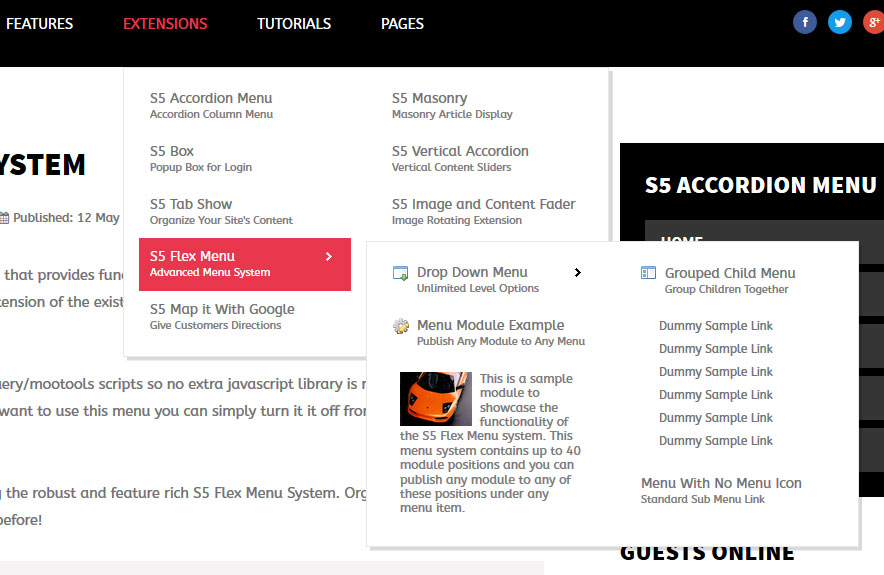 FEATURES
EXTENSIONS
TUTORIALS
PAGES
f
g+
S5 Accordion Menu
Accordion Column Menu
S5 Box
Popup Box for Login
S5 Tab Show
Organize Your Site's Content
S5 Flex Menu
Advanced Menu System
S5 Map it With Google
Give Customers Directions
S5 Masonry
Masonry Article Display
S5 Vertical Accordion
Vertical Content Sliders
S5 Image and Content Fader
Image Rotating Extension
Drop Down Menu
Unlimited Level Options
Menu Module Example
Publish Any Module to Any Menu
This is a sample
module to
showcase the
functionality of
the S5 Flex Menu system. This
menu system contains up to 40
module positions and you can
publish any module to any of
these positions under any
menu item.
Grouped Child Menu
Group Children Together
Dummy Sample Link
Dummy Sample Link
Dummy Sample Link
Dummy Sample Link
Dummy Sample Link
Dummy Sample Link
Menu With No Menu Icon
Standard Sub Menu Link
YSTEM
Published: 12 May
that provides
tension of the exist
uery/mootools scripts so no extra javascript library is
want to use this menu you can simply turn it it off from
the robust and feature rich S5 Flex Menu System.
before!
S5 ACCORDION MENU
HOME
GUESTS ONLINE